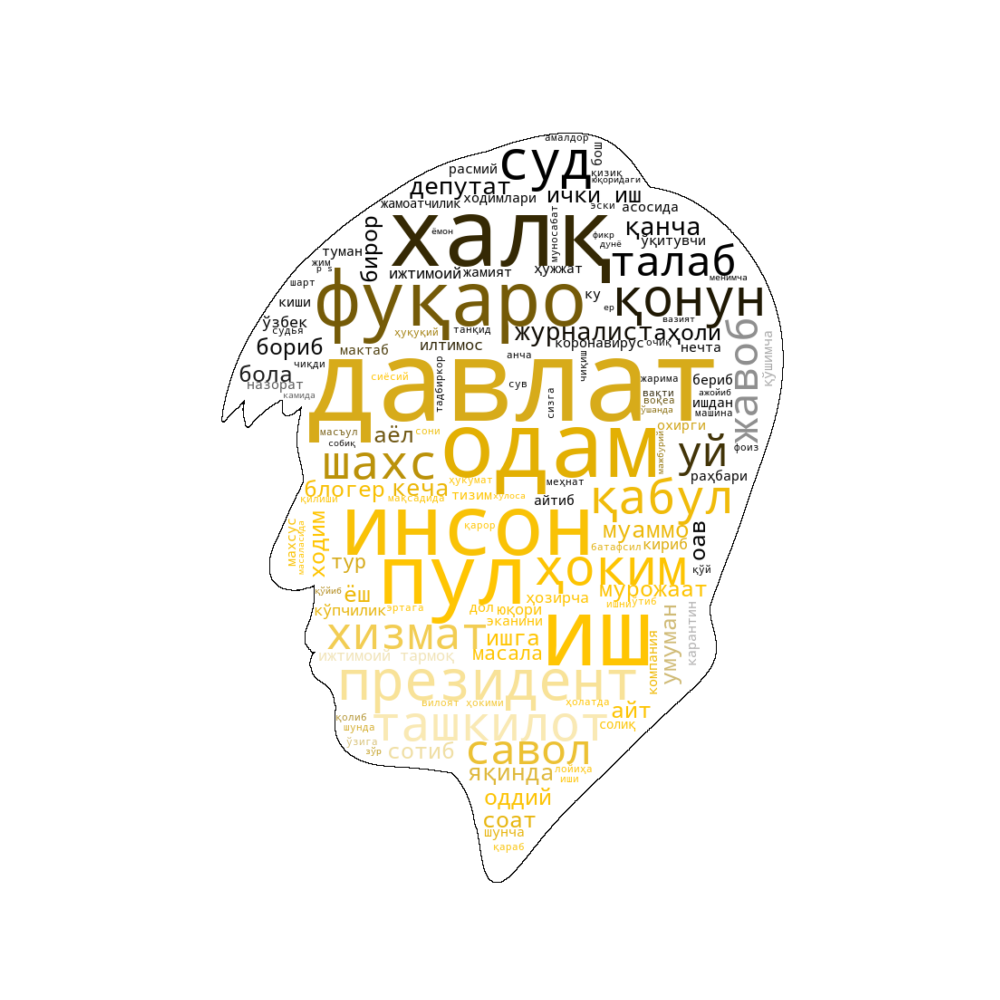 амалдор
суд
бош
расмий
қизиқ
юқоридаги
депутат
ходимлари
ички
иш
жамоатчилик
эски
асосида
халқ
бирор
ёмон
муносабат
фикр
дунё
қанча
ўқитувчи
туман
жим
p s
ижтимоий
жамият
ҳужжат
талаб
менимча
шарт
киши
фуқаро
ку
ер
қонун
вазият
ўзбек
судья
ҳуқуқий
танқид
журналист
аҳоли
бориб
мактаб
илтимос
коронавирус
очиқ
нечта
жавоб
қўшимча
чиқди
анча
чиқиш
бола
назорат
сиёсий
тадбиркор
сув
сизга
жарима
бериб
камида
давлат
вақти
ажойиб
воқеа
ишдан
ўшанда
машина
масъул
собиқ
аёл
сони
одам
охирги
мажбурий
уй
фоиз
шахс
раҳбари
блогер
кеча
ҳукумат
меҳнат
қилиши
мақсадида
тизим
хулоса
айтиб
қабул
махсус
масаласида
ходим
инсон
қарор
муаммо
оав
батафсил
кириб
тур
пул
ҳоким
қўй
қўйиб
ёш
ҳозирча
мурожаат
кўпчилик
эртага
дол
юқори
ишни
ўтиб
эканини
карантин
хизмат
ишга
иш
умуман
ижтимоий тармоқ
масала
компания
президент
вилоят ҳокими
ҳолатда
қолиб
шунда
ташкилот
айт
солиқ
ўзига
зўр
сотиб
савол
яқинда
лойиҳа
иши
оддий
соат
шунча
қараб